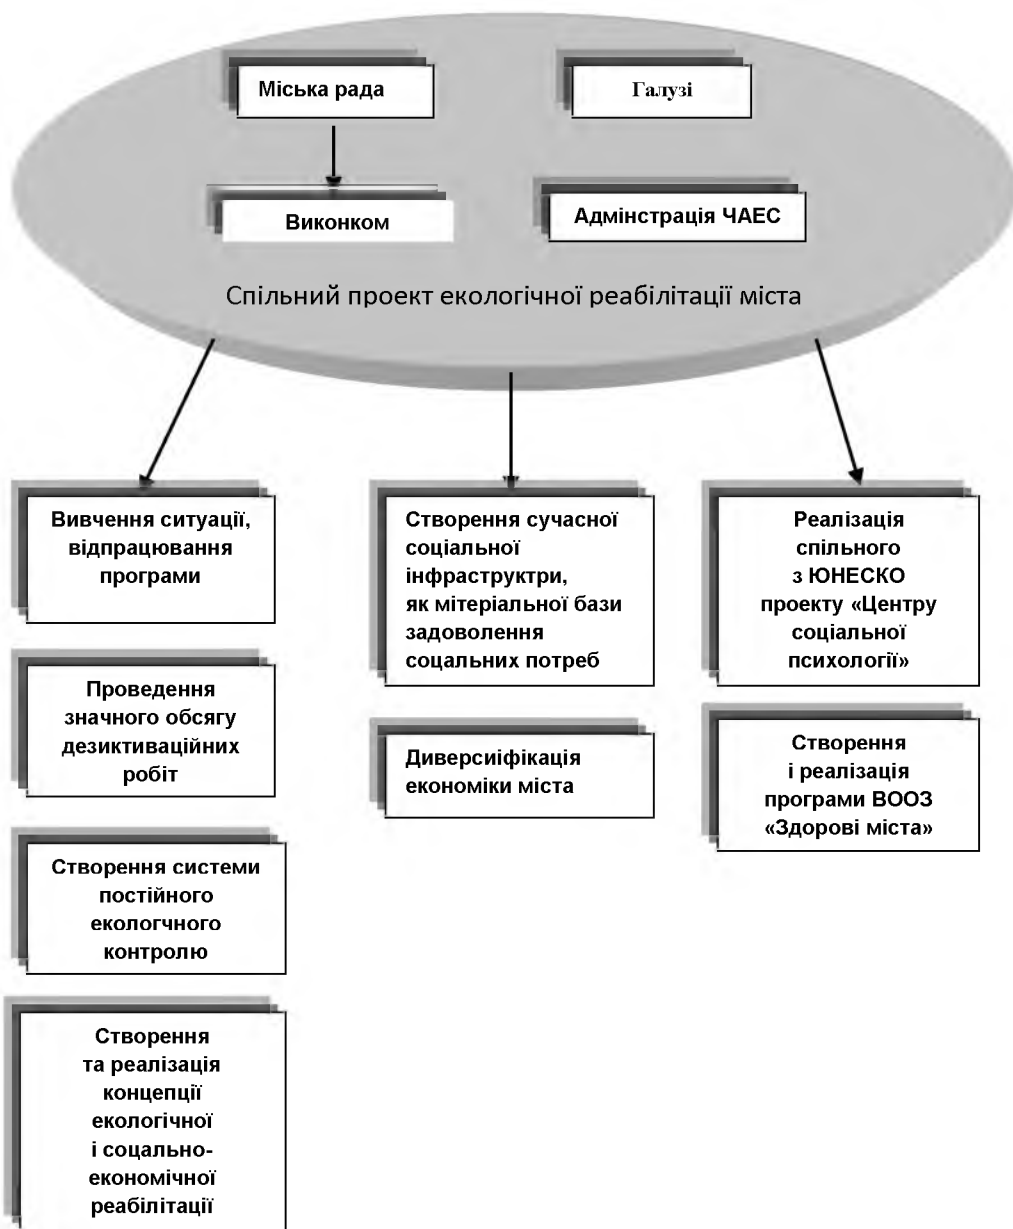 Міська рада
Галузі
Виконком
Адмінстрація ЧАЕС
Спільний проект екологічної реабілітації міста
Вивчення ситуації,
відпрацювання
програми
Проведення
значного обсягу
дезиктиваційних
робіт
Створення системи
постійного
екологчного
контролю
Створення
та реалізація
концепції
екологічної
і соцально-
економічної
реабілітації
Створення сучасної
соціальної
інфраструктри,
як мітеріальної бази
задоволення
соцальних потреб
Диверсиіфікація
економіки міста
Реалізація
спільного
з ЮНЕСКО
проекту «Центру
соціальної
психології»
Створення
і реалізація
програми ВООЗ
«Здорові міста»